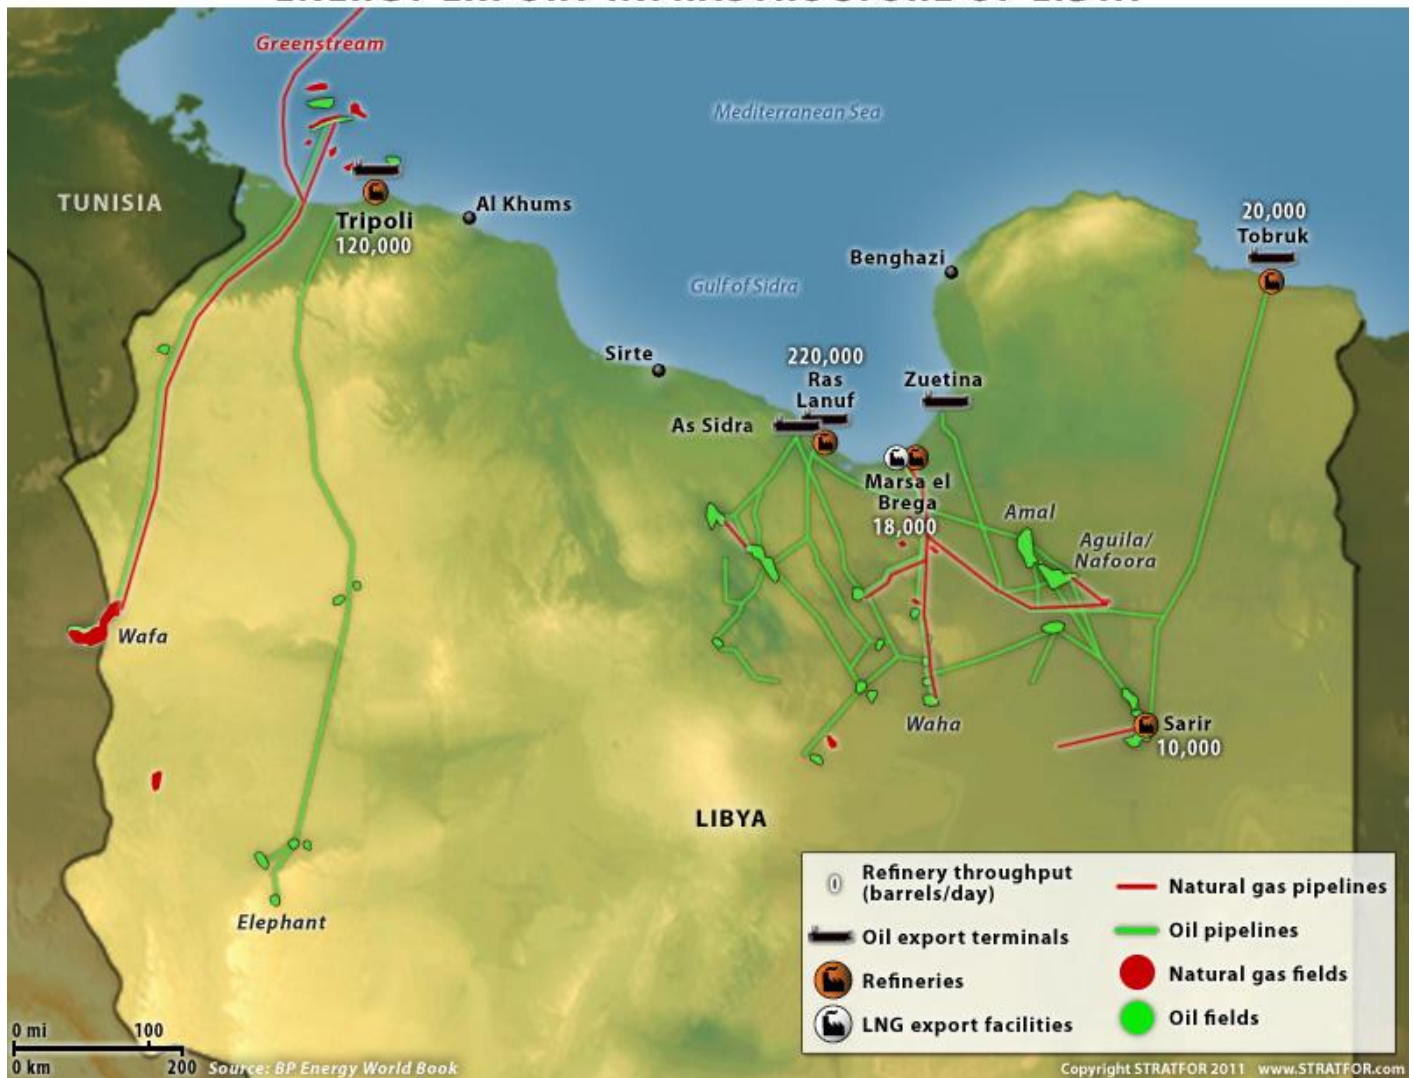 Greenstream
Mediterranean Sea
TUNISIA
Al Khums
Tripoli
120,000
20,000
Tobruk
Benghazi
Gulf of Sidra
Sirte
220,000
Ras
Lanuf
Zuetina
As Sidra
Marsa el
Brega
18,000
Amal
Aguila/
Nafoora
Wafa
Waha
Sarir
10,000
LIBYA
Elephant
0 Refinery throughput
(barrels/day)
Oil export terminals
Refineries
LNG export facilities
Natural gas pipelines
Oil pipelines
Natural gas fields
Oil fields
0 mi 100
0 km 200
Source: BP Energy World Book
Copyright STRATFOR 2011 www.STRATFOR.com